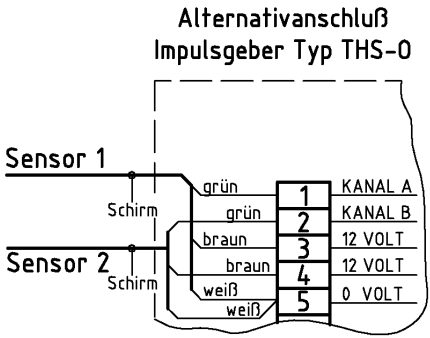 Alternativanschluß
Impulsgeber Typ THS-0
Sensor 1
Schirm
Sensor 2
Schirm
grün 1 KANAL A
grün 2 KANAL B
braun 3 12 VOLT
braun 4 12 VOLT
weiß 5 0 VOLT
weiß